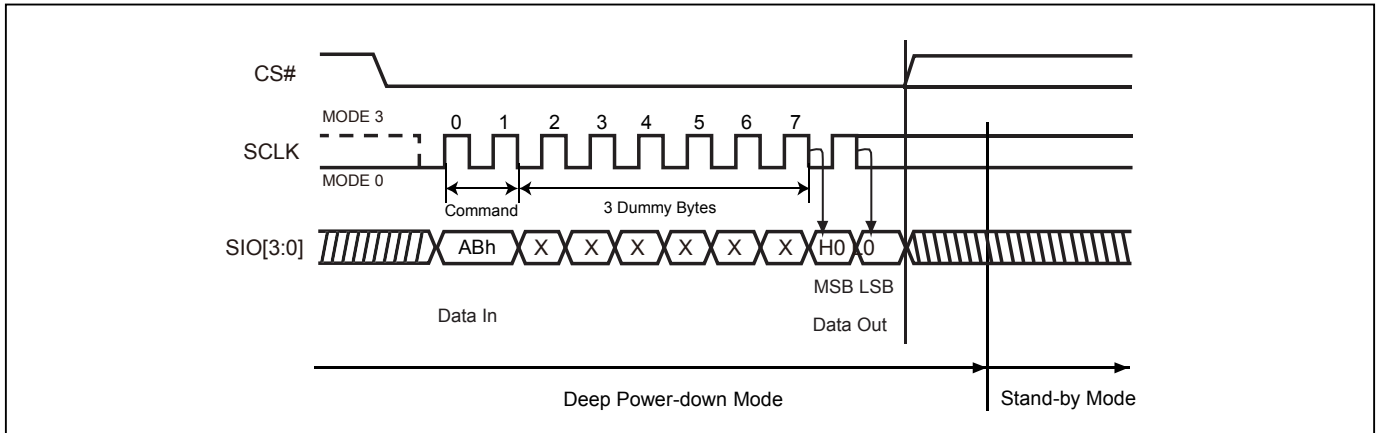 CS#
MODE 3
0 1 2 3 4 5 6 7
SCLK
MODE 0
Command 3 Dummy Bytes
SIO[3:0] ABh X X X X X X H0 L0
MSB LSB
Data In Data Out
Deep Power-down Mode Stand-by Mode